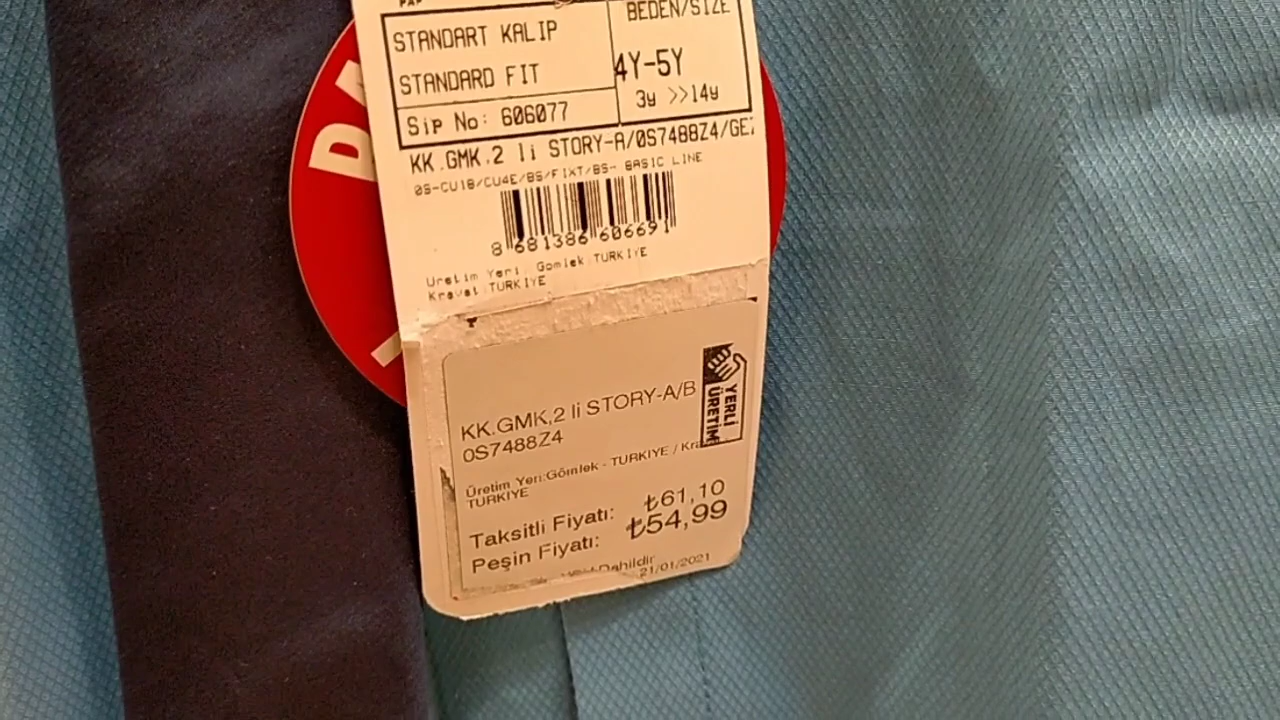 BEDEN/SIZE
STANDART KALIP
STANDARD FIT
4Y-5Y
3y >>14y
Sip No: 606077
KK.GMK.2 li STORY-A/0S7488Z4/GEZ
0S-CU18/CU4E/BS/FIXT/BS- BASIC LINE
8 681386 606691
Uretim Yeri. Gomlek TURKIYE
Kravat TURKIYE
KK.GMK,2 li STORY-A/B
0S7488Z4
YERLİ
ÜRETİM
Üretim Yeri:Gömlek - TURKIYE / Kra
TURKIYE
Taksitli Fiyatı: ₺61,10
Peşin Fiyatı: ₺54,99
Dahildir
21/01/2021